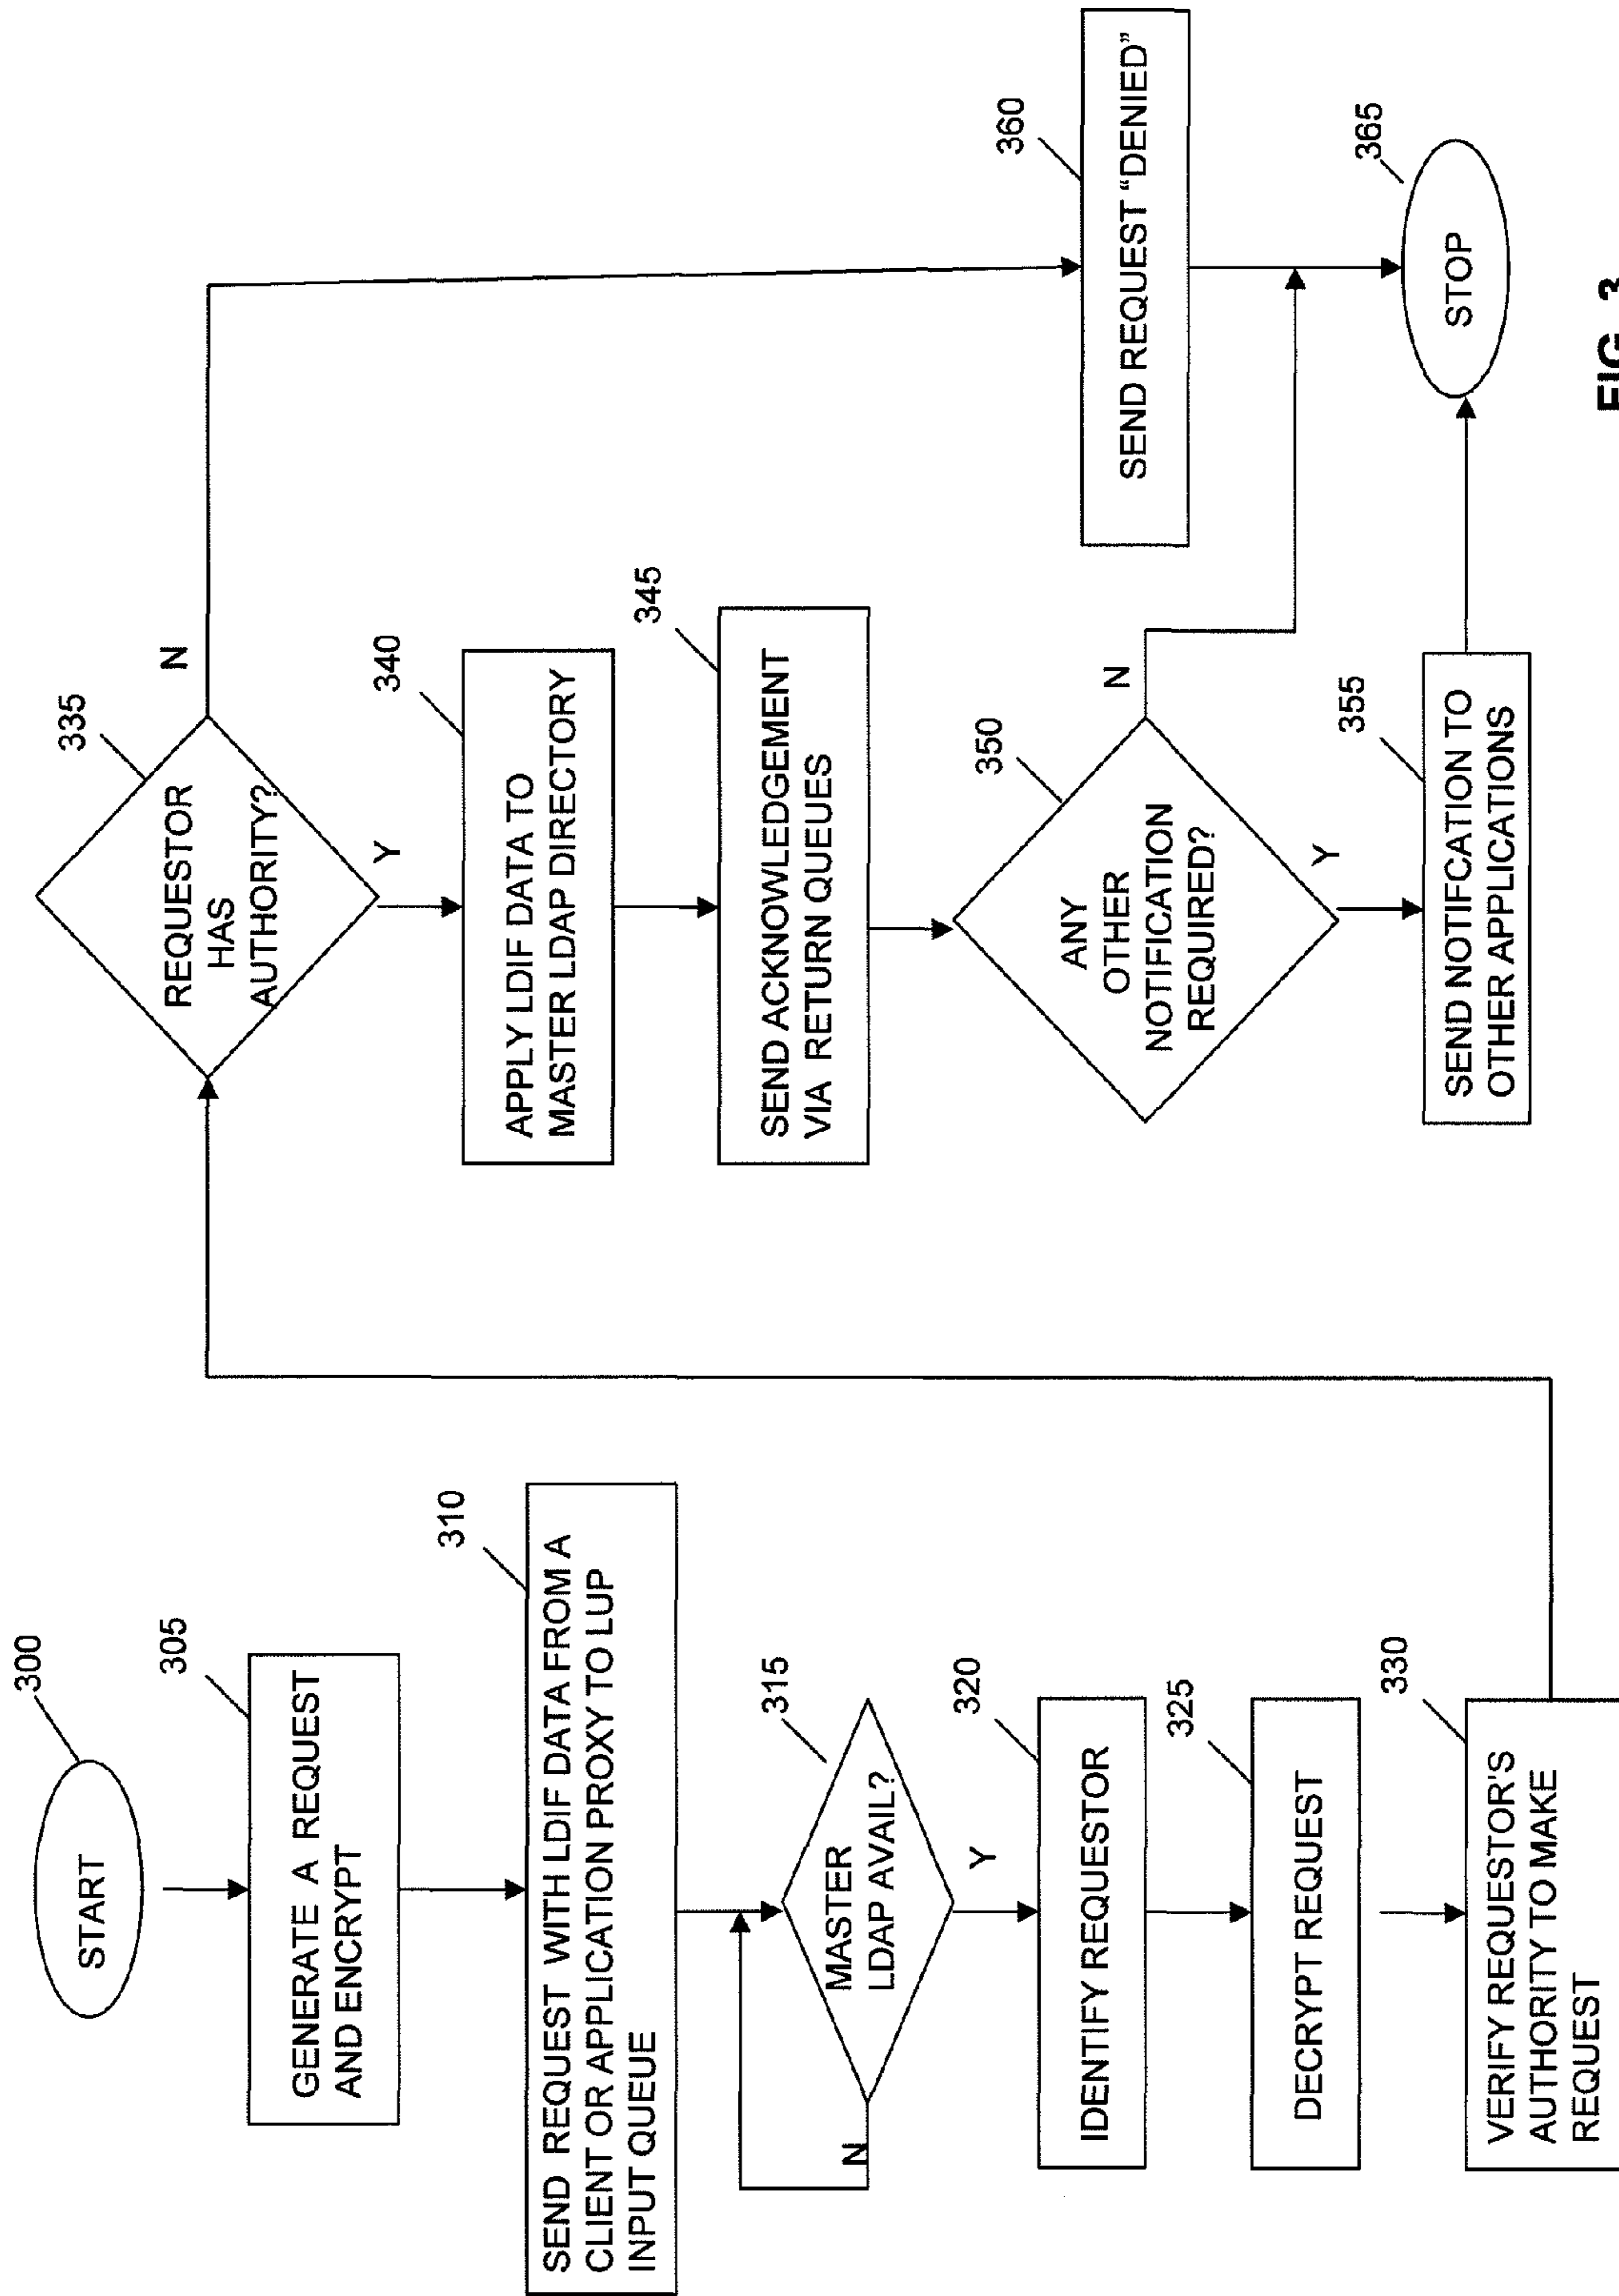 300
START
305
GENERATE A REQUEST
AND ENCRYPT
310
SEND REQUEST WITH LDIF DATA FROM A
CLIENT OR APPLICATION PROXY TO LUP
INPUT QUEUE
315
MASTER
LDAP AVAIL?
N
Y
320
IDENTIFY REQUESTOR
325
DECRYPT REQUEST
330
VERIFY REQUESTOR'S
AUTHORITY TO MAKE
REQUEST
335
REQUESTOR
HAS
AUTHORITY?
N
Y
340
APPLY LDIF DATA TO
MASTER LDAP DIRECTORY
345
SEND ACKNOWLEDGEMENT
VIA RETURN QUEUES
350
ANY
OTHER
NOTIFICATION
REQUIRED?
N
Y
355
SEND NOTIFCATION TO
OTHER APPLICATIONS
360
SEND REQUEST “DENIED”
365
STOP
FIG. 3